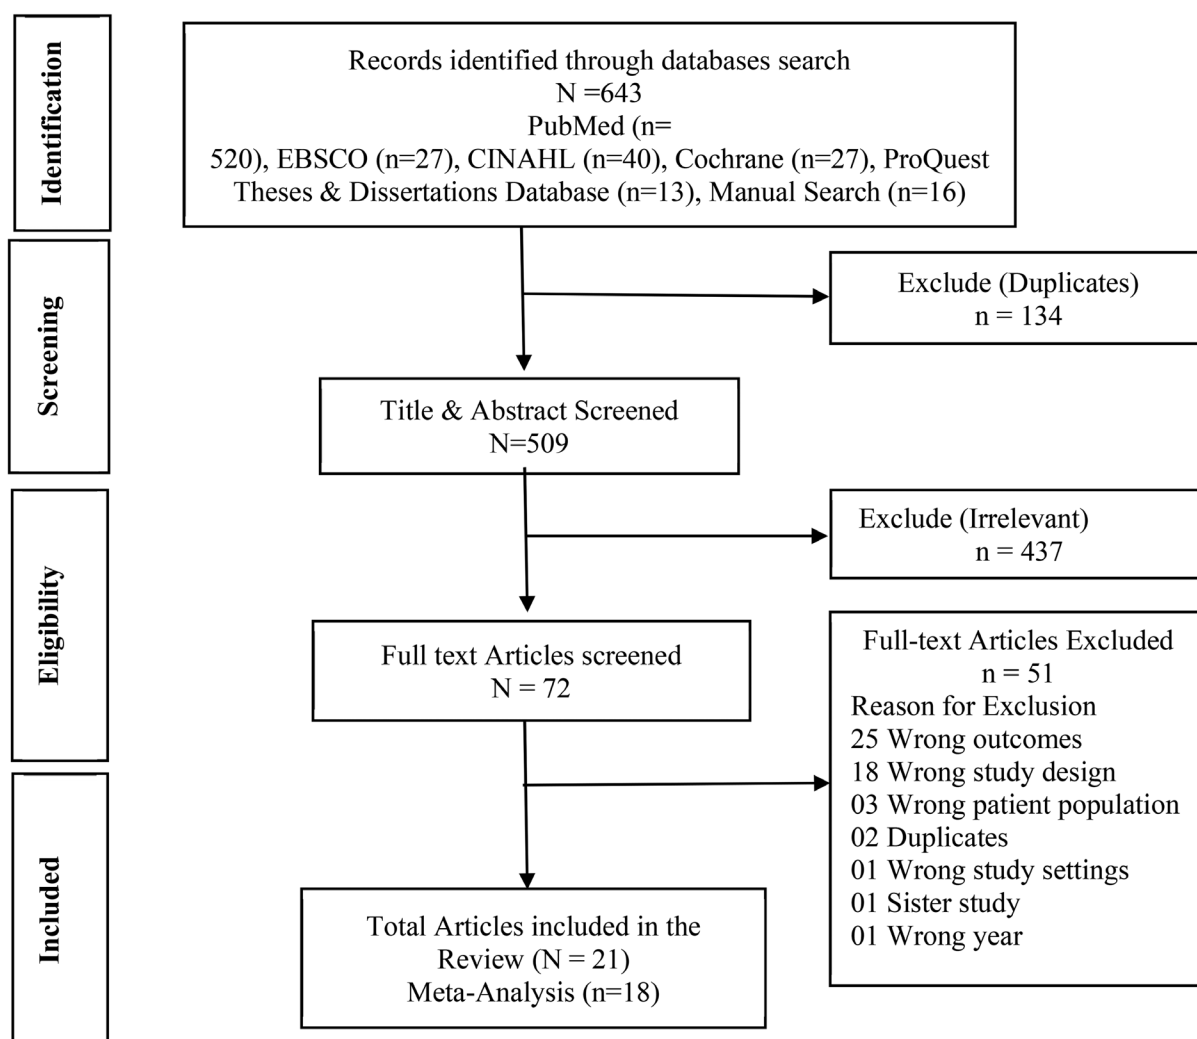 Identification
Records identified through databases search
N =643
PubMed (n=
520), EBSCO (n=27), CINAHL (n=40), Cochrane (n=27), ProQuest
Theses & Dissertations Database (n=13), Manual Search (n=16)
Screening
Exclude (Duplicates)
n = 134
Title & Abstract Screened
N=509
Eligibility
Exclude (Irrelevant)
n = 437
Full text Articles screened
N = 72
Full-text Articles Excluded
n = 51
Reason for Exclusion
25 Wrong outcomes
18 Wrong study design
03 Wrong patient population
02 Duplicates
01 Wrong study settings
01 Sister study
01 Wrong year
Included
Total Articles included in the
Review (N = 21)
Meta-Analysis (n=18)